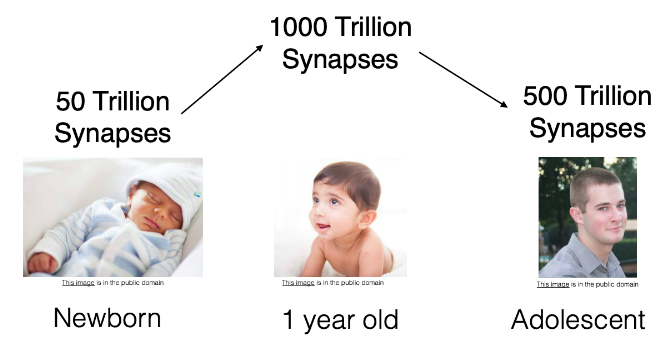 1000 Trillion
Synapses
50 Trillion
Synapses
500 Trillion
Synapses
This image is in the public domain
This image is in the public domain
This image is in the public domain
Newborn
1 year old
Adolescent